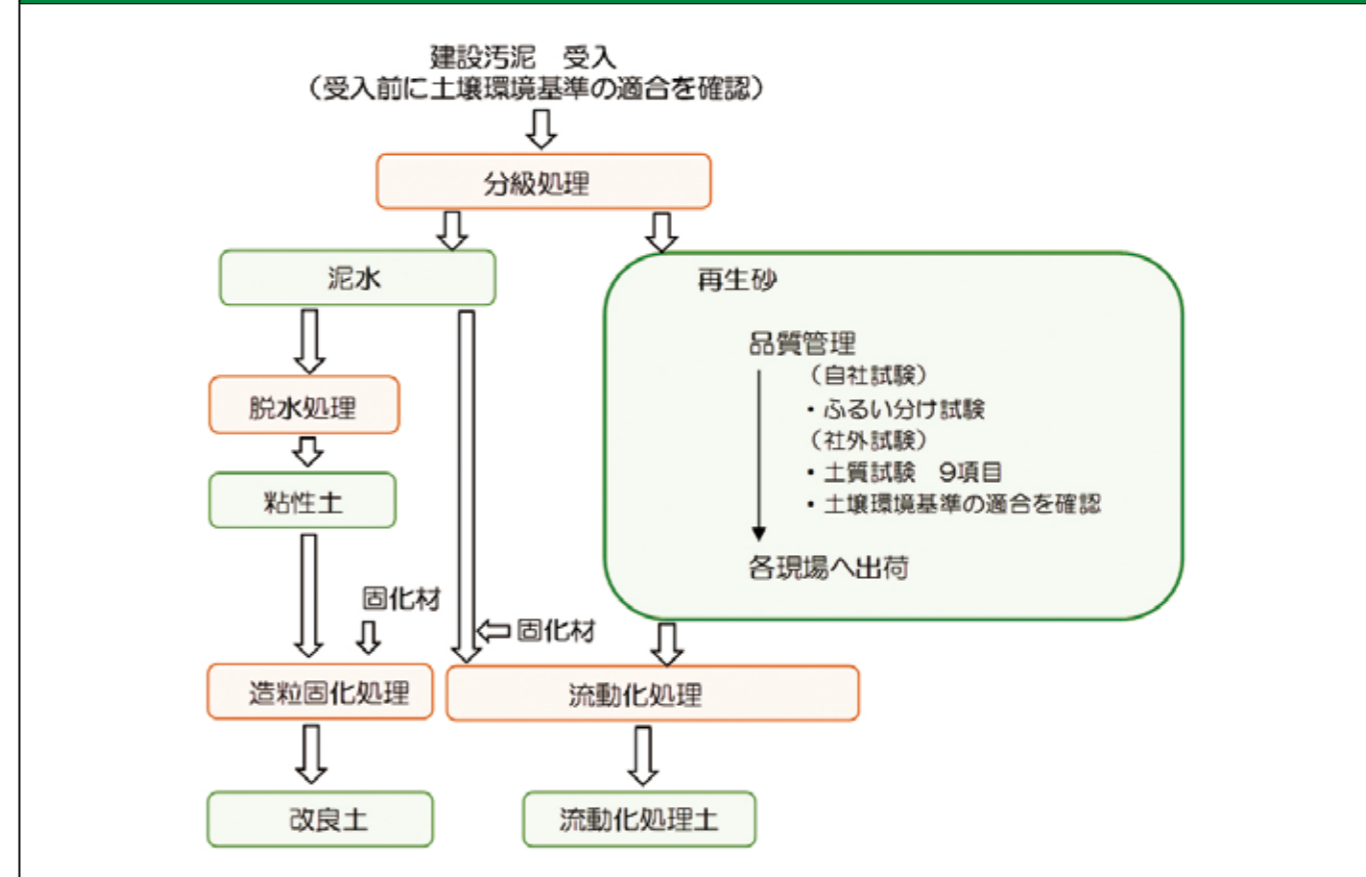 建設汚泥　受入
（受入前に土壌環境基準の適合を確認）
分級処理
泥水
再生砂
品質管理
（自社試験）
・ふるい分け試験
（社外試験）
・土質試験　9項目
・土壌環境基準の適合を確認
各現場へ出荷
脱水処理
粘性土
固化材
固化材
造粒固化処理
流動化処理
改良土
流動化処理土